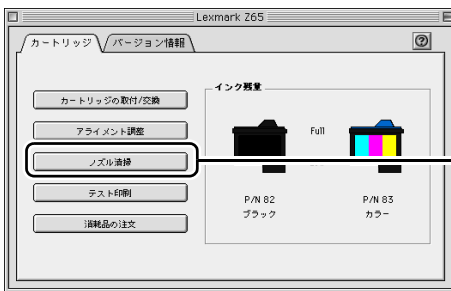 Lexmark Z65
カートリッジ
バージョン情報
?
カートリッジの取付/交換
アライメント調整
ノズル清掃
テスト印刷
消耗品の注文
インク残量
Full
P/N 82
ブラック
P/N 83
カラー